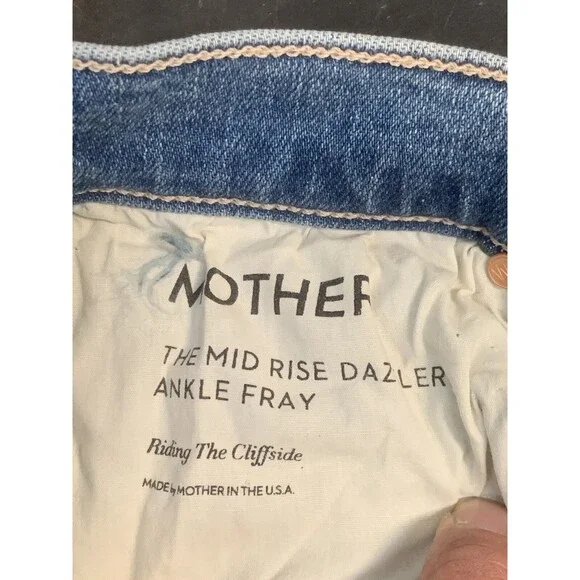 MOTHER
THE MID RISE DAZZLER
ANKLE FRAY
Riding The Cliffside
MADE by MOTHER IN THE U.S.A.